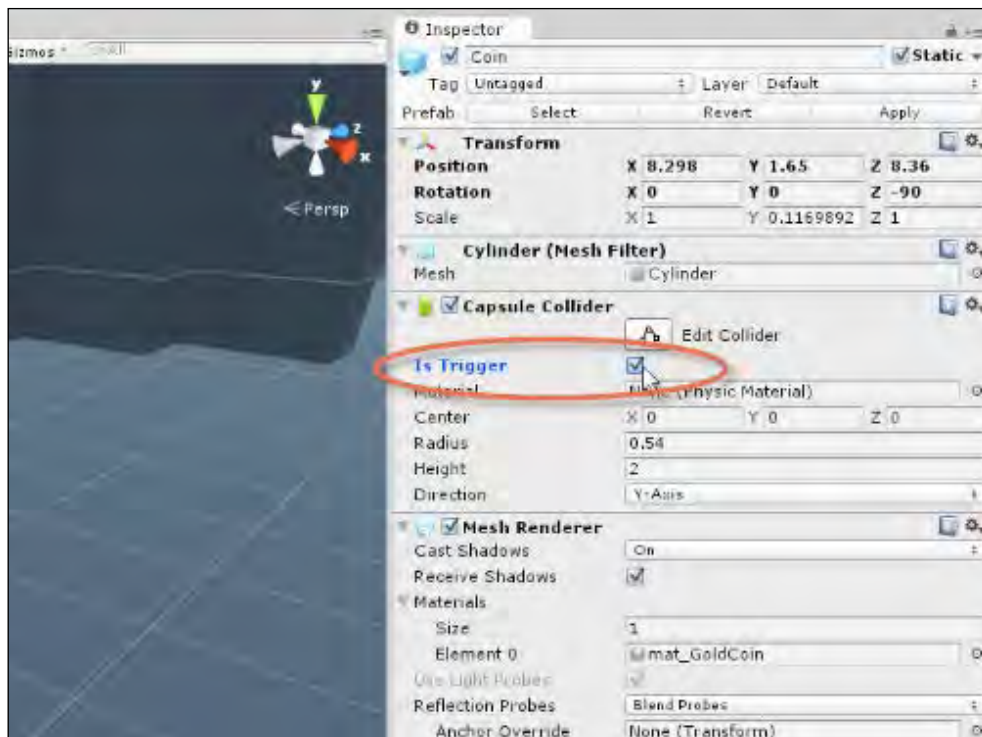 Inspector
Gizmos
Coin Static
Tag Untagged Layer Default
Prefab Select Revert Apply
y
z
x
Persp
Transform
Position X 8.298 Y 1.65 Z 8.36
Rotation X 0 Y 0 Z -90
Scale X 1 Y 0.1169892 Z 1
Cylinder (Mesh Filter)
Mesh Cylinder
Capsule Collider
Edit Collider
Is Trigger
Material None (Physic Material)
Center X 0 Y 0 Z 0
Radius 0.54
Height 2
Direction Y-Axis
Mesh Renderer
Cast Shadows On
Receive Shadows
Materials
Size 1
Element 0 mat_GoldCoin
Use Light Probes
Reflection Probes Blend Probes
Anchor Override None (Transform)